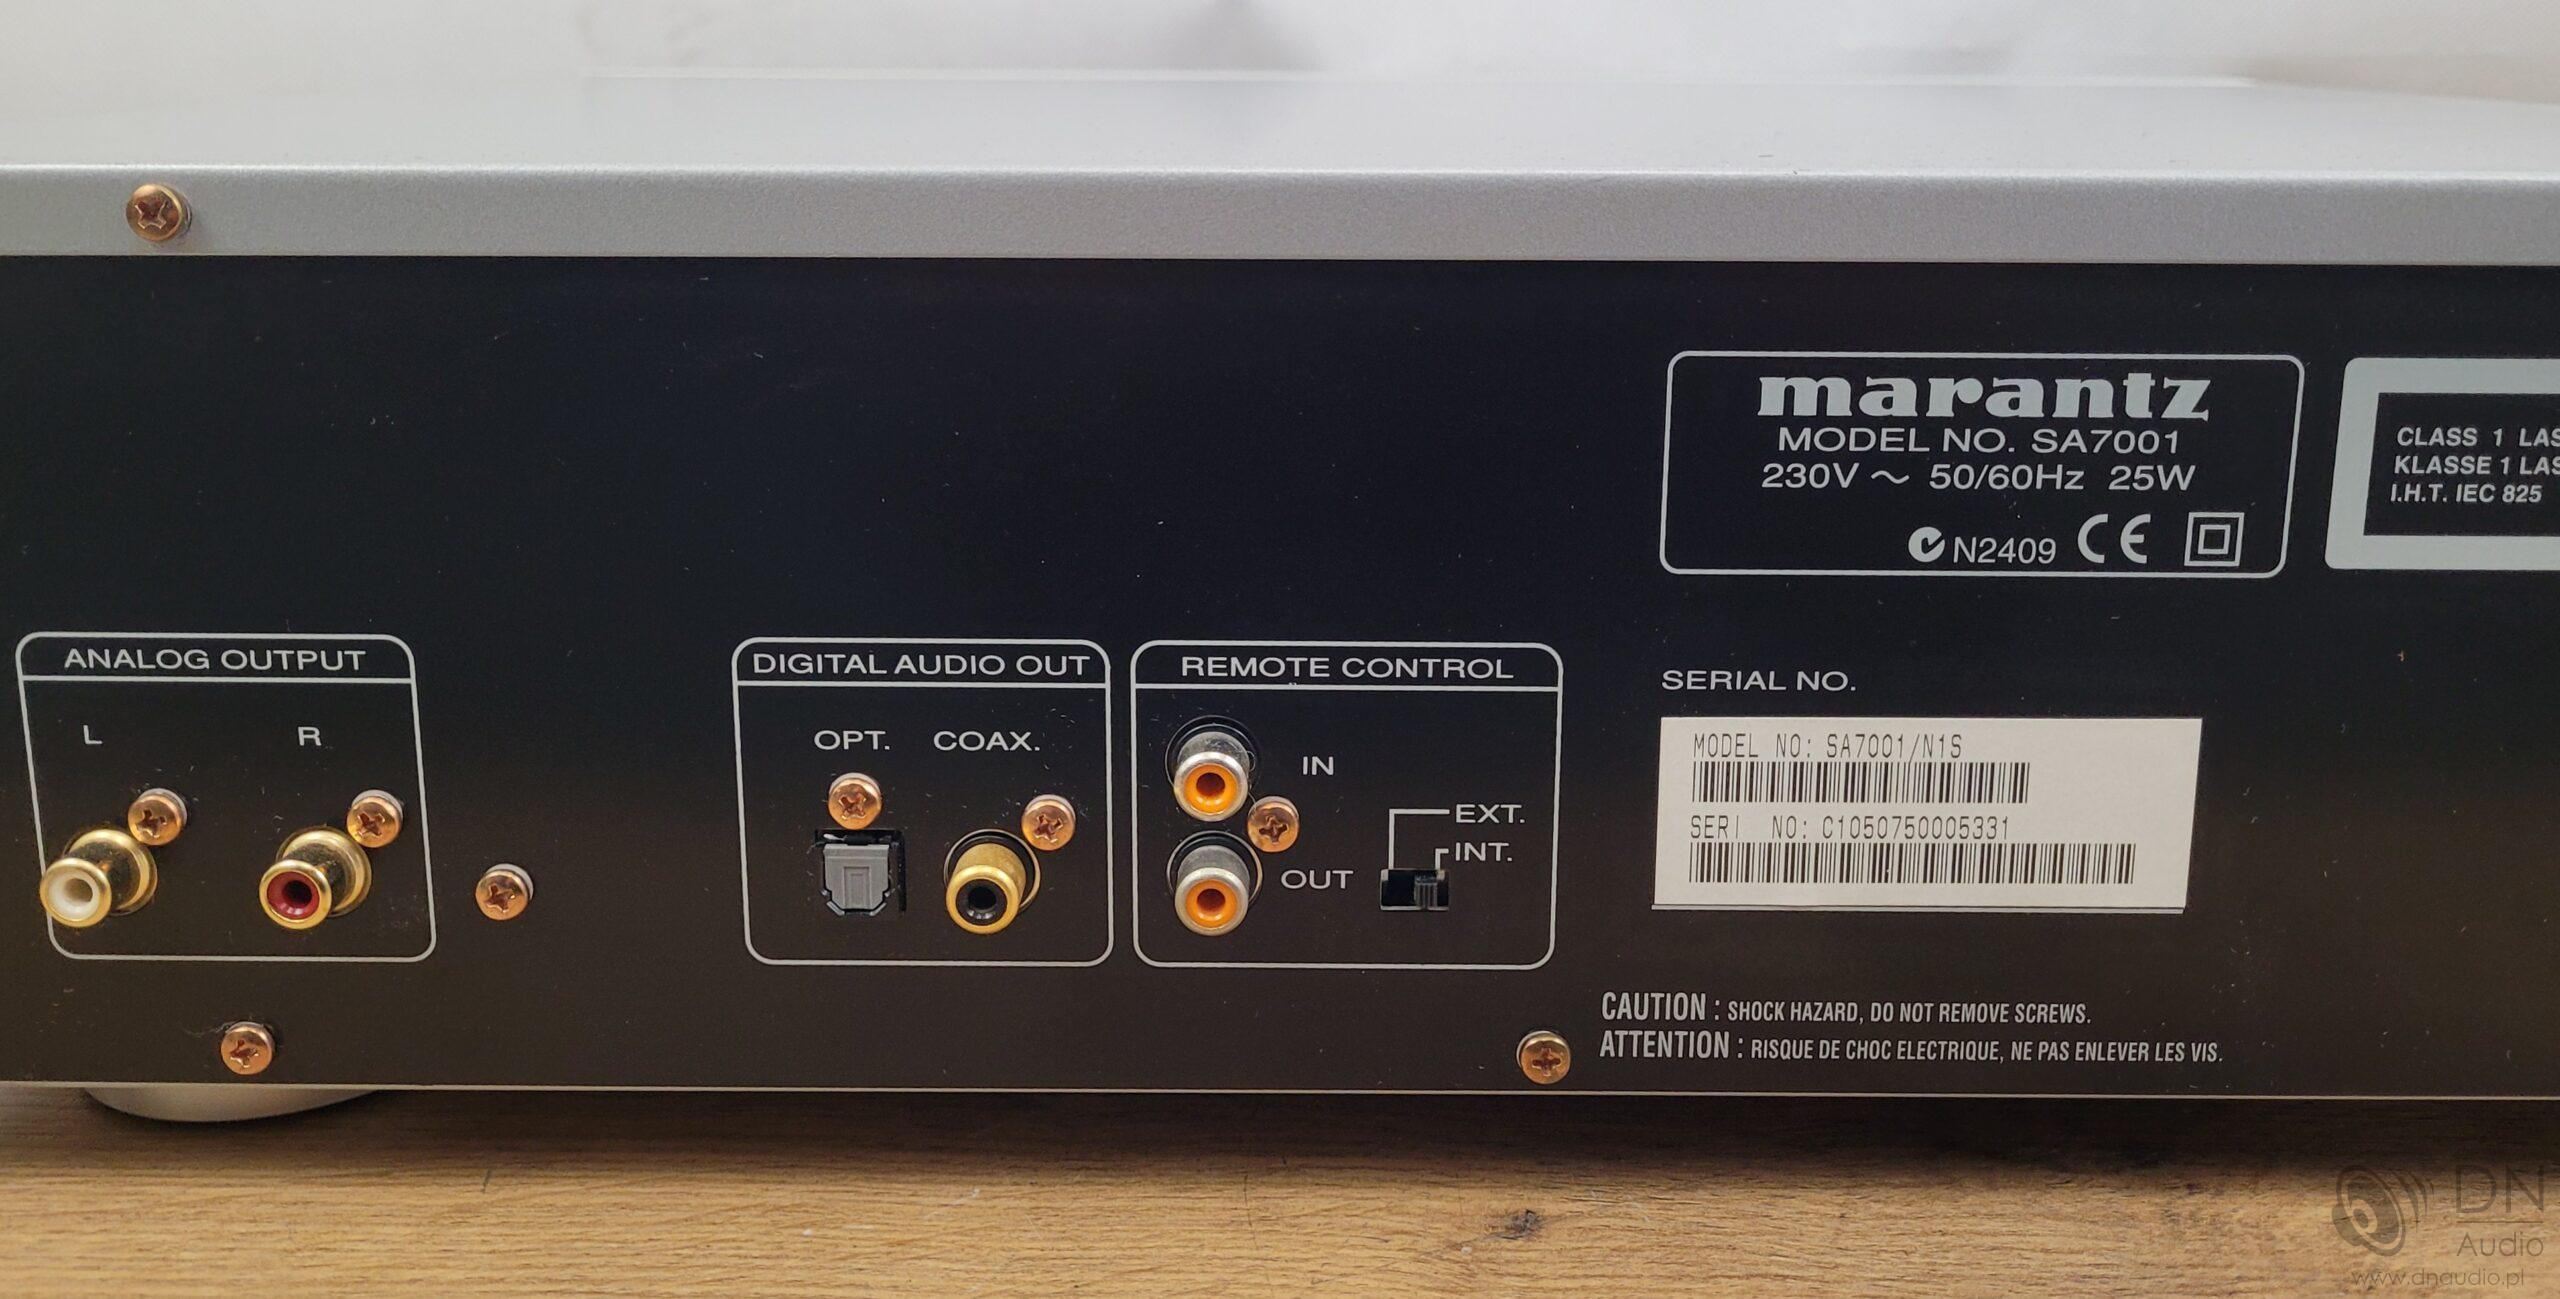 marantz
MODEL NO. SA7001
230V ~ 50/60Hz 25W
N2409 CE
CLASS 1 LAS
KLASSE 1 LAS
I.H.T. IEC 825
ANALOG OUTPUT
L R
DIGITAL AUDIO OUT
OPT. COAX.
REMOTE CONTROL
IN
EXT.
INT.
OUT
SERIAL NO.
MODEL NO: SA7001/N1S
SERI NO: C1050750005331
CAUTION : SHOCK HAZARD, DO NOT REMOVE SCREWS.
ATTENTION : RISQUE DE CHOC ELECTRIQUE, NE PAS ENLEVER LES VIS.
DN
Audio
www.dnaudio.pl